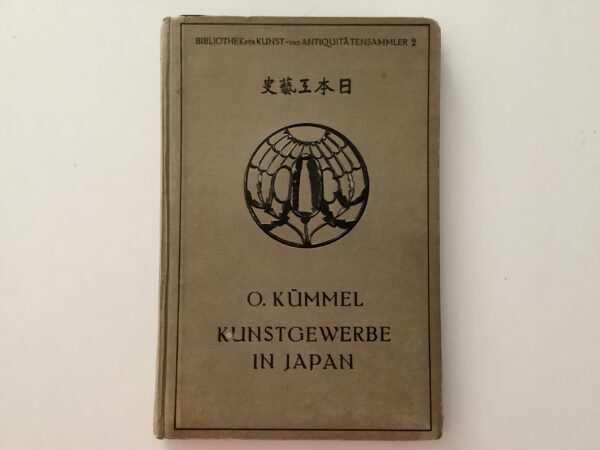 BIBLIOTHEK FÜR KUNST- UND ANTIQUITÄTENSAMMLER 2
日本工藝史
O. KÜMMEL
KUNSTGEWERBE
IN JAPAN